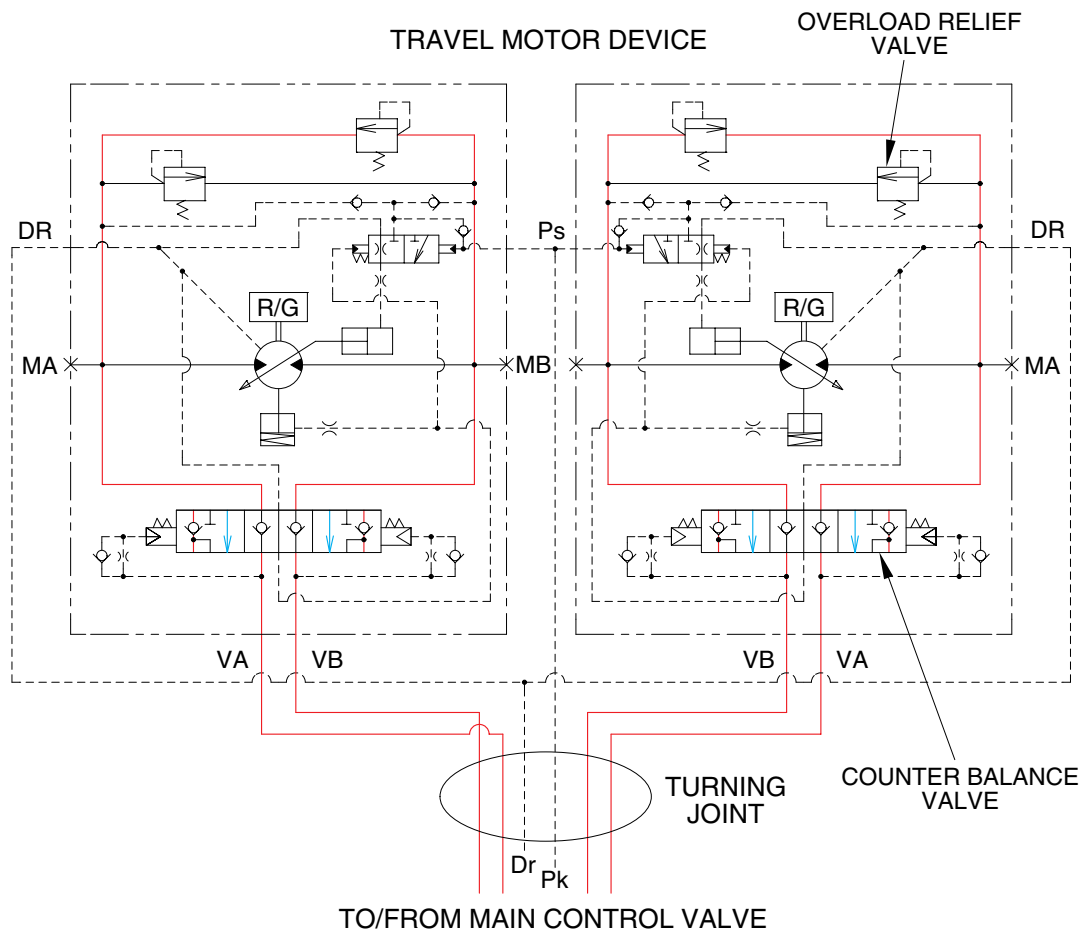 OVERLOAD RELIEF
VALVE
TRAVEL MOTOR DEVICE
DR
Ps
DR
R/G
R/G
MA
MB
MA
VA
VB
VB
VA
TURNING
JOINT
COUNTER BALANCE
VALVE
Dr
Pk
TO/FROM MAIN CONTROL VALVE